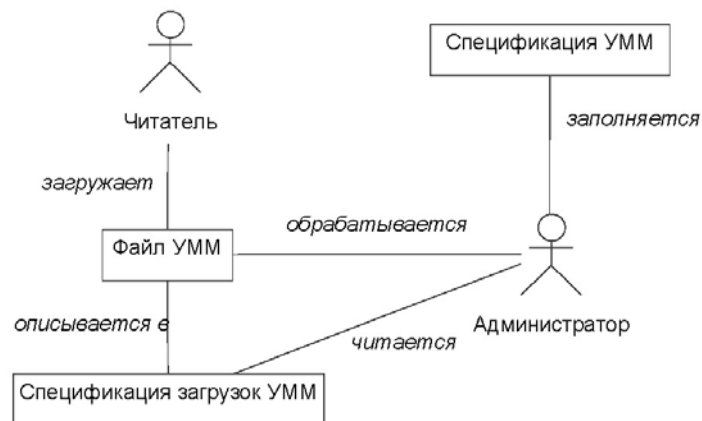 Спецификация УММ
Читатель
заполняется
загружает
обрабатывается
Файл УММ
Администратор
описывается в
читается
Спецификация загрузок УММ